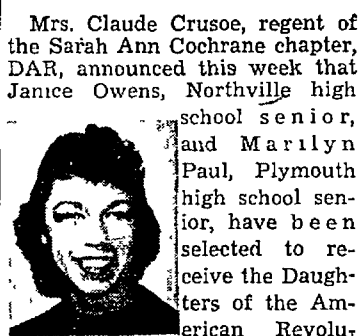 Mrs. Claude Crusoe, regent of
the Sarah Ann Cochrane chapter,
DAR, announced this week that
Janice Owens, Northville high
school senior,
and Marilyn
Paul, Plymouth
high school sen-
ior, have been
selected to re-
ceive the Daugh-
ters of the Am-
erican Revolu-